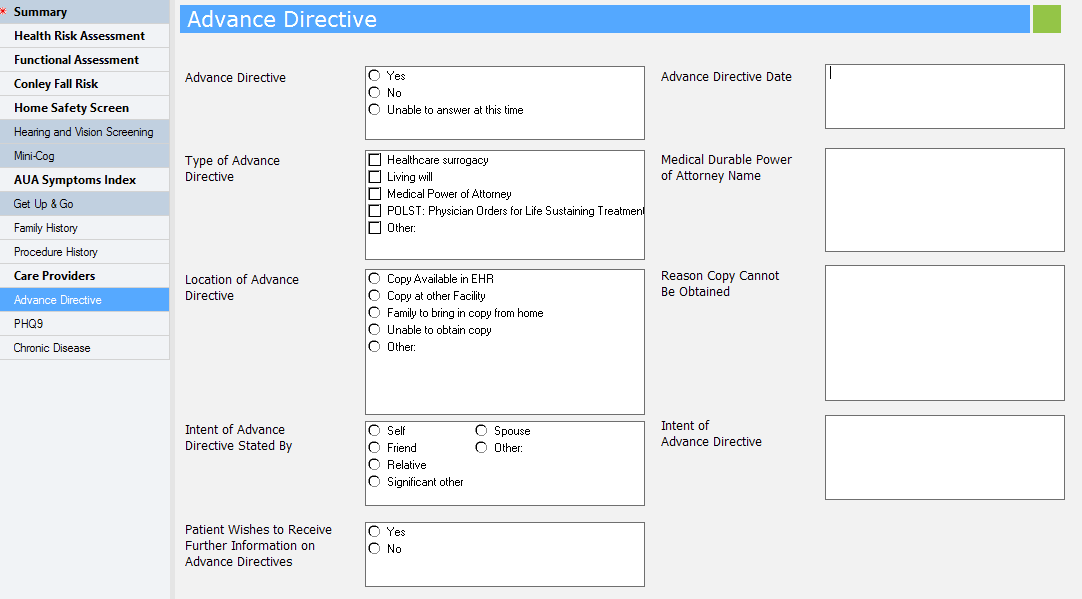 * Summary
Health Risk Assessment
Functional Assessment
Conley Fall Risk
Home Safety Screen
Hearing and Vision Screening
Mini-Cog
AUA Symptoms Index
Get Up & Go
Family History
Procedure History
Care Providers
Advance Directive
PHQ9
Chronic Disease
Advance Directive
Advance Directive
Yes
No
Unable to answer at this time
Advance Directive Date
Type of Advance
Directive
Healthcare surrogacy
Living will
Medical Power of Attorney
POLST: Physician Orders for Life Sustaining Treatment
Other:
Medical Durable Power
of Attorney Name
Location of Advance
Directive
Copy Available in EHR
Copy at other Facility
Family to bring in copy from home
Unable to obtain copy
Other:
Reason Copy Cannot
Be Obtained
Intent of Advance
Directive Stated By
Self
Spouse
Friend
Other:
Relative
Significant other
Intent of
Advance Directive
Patient Wishes to Receive
Further Information on
Advance Directives
Yes
No